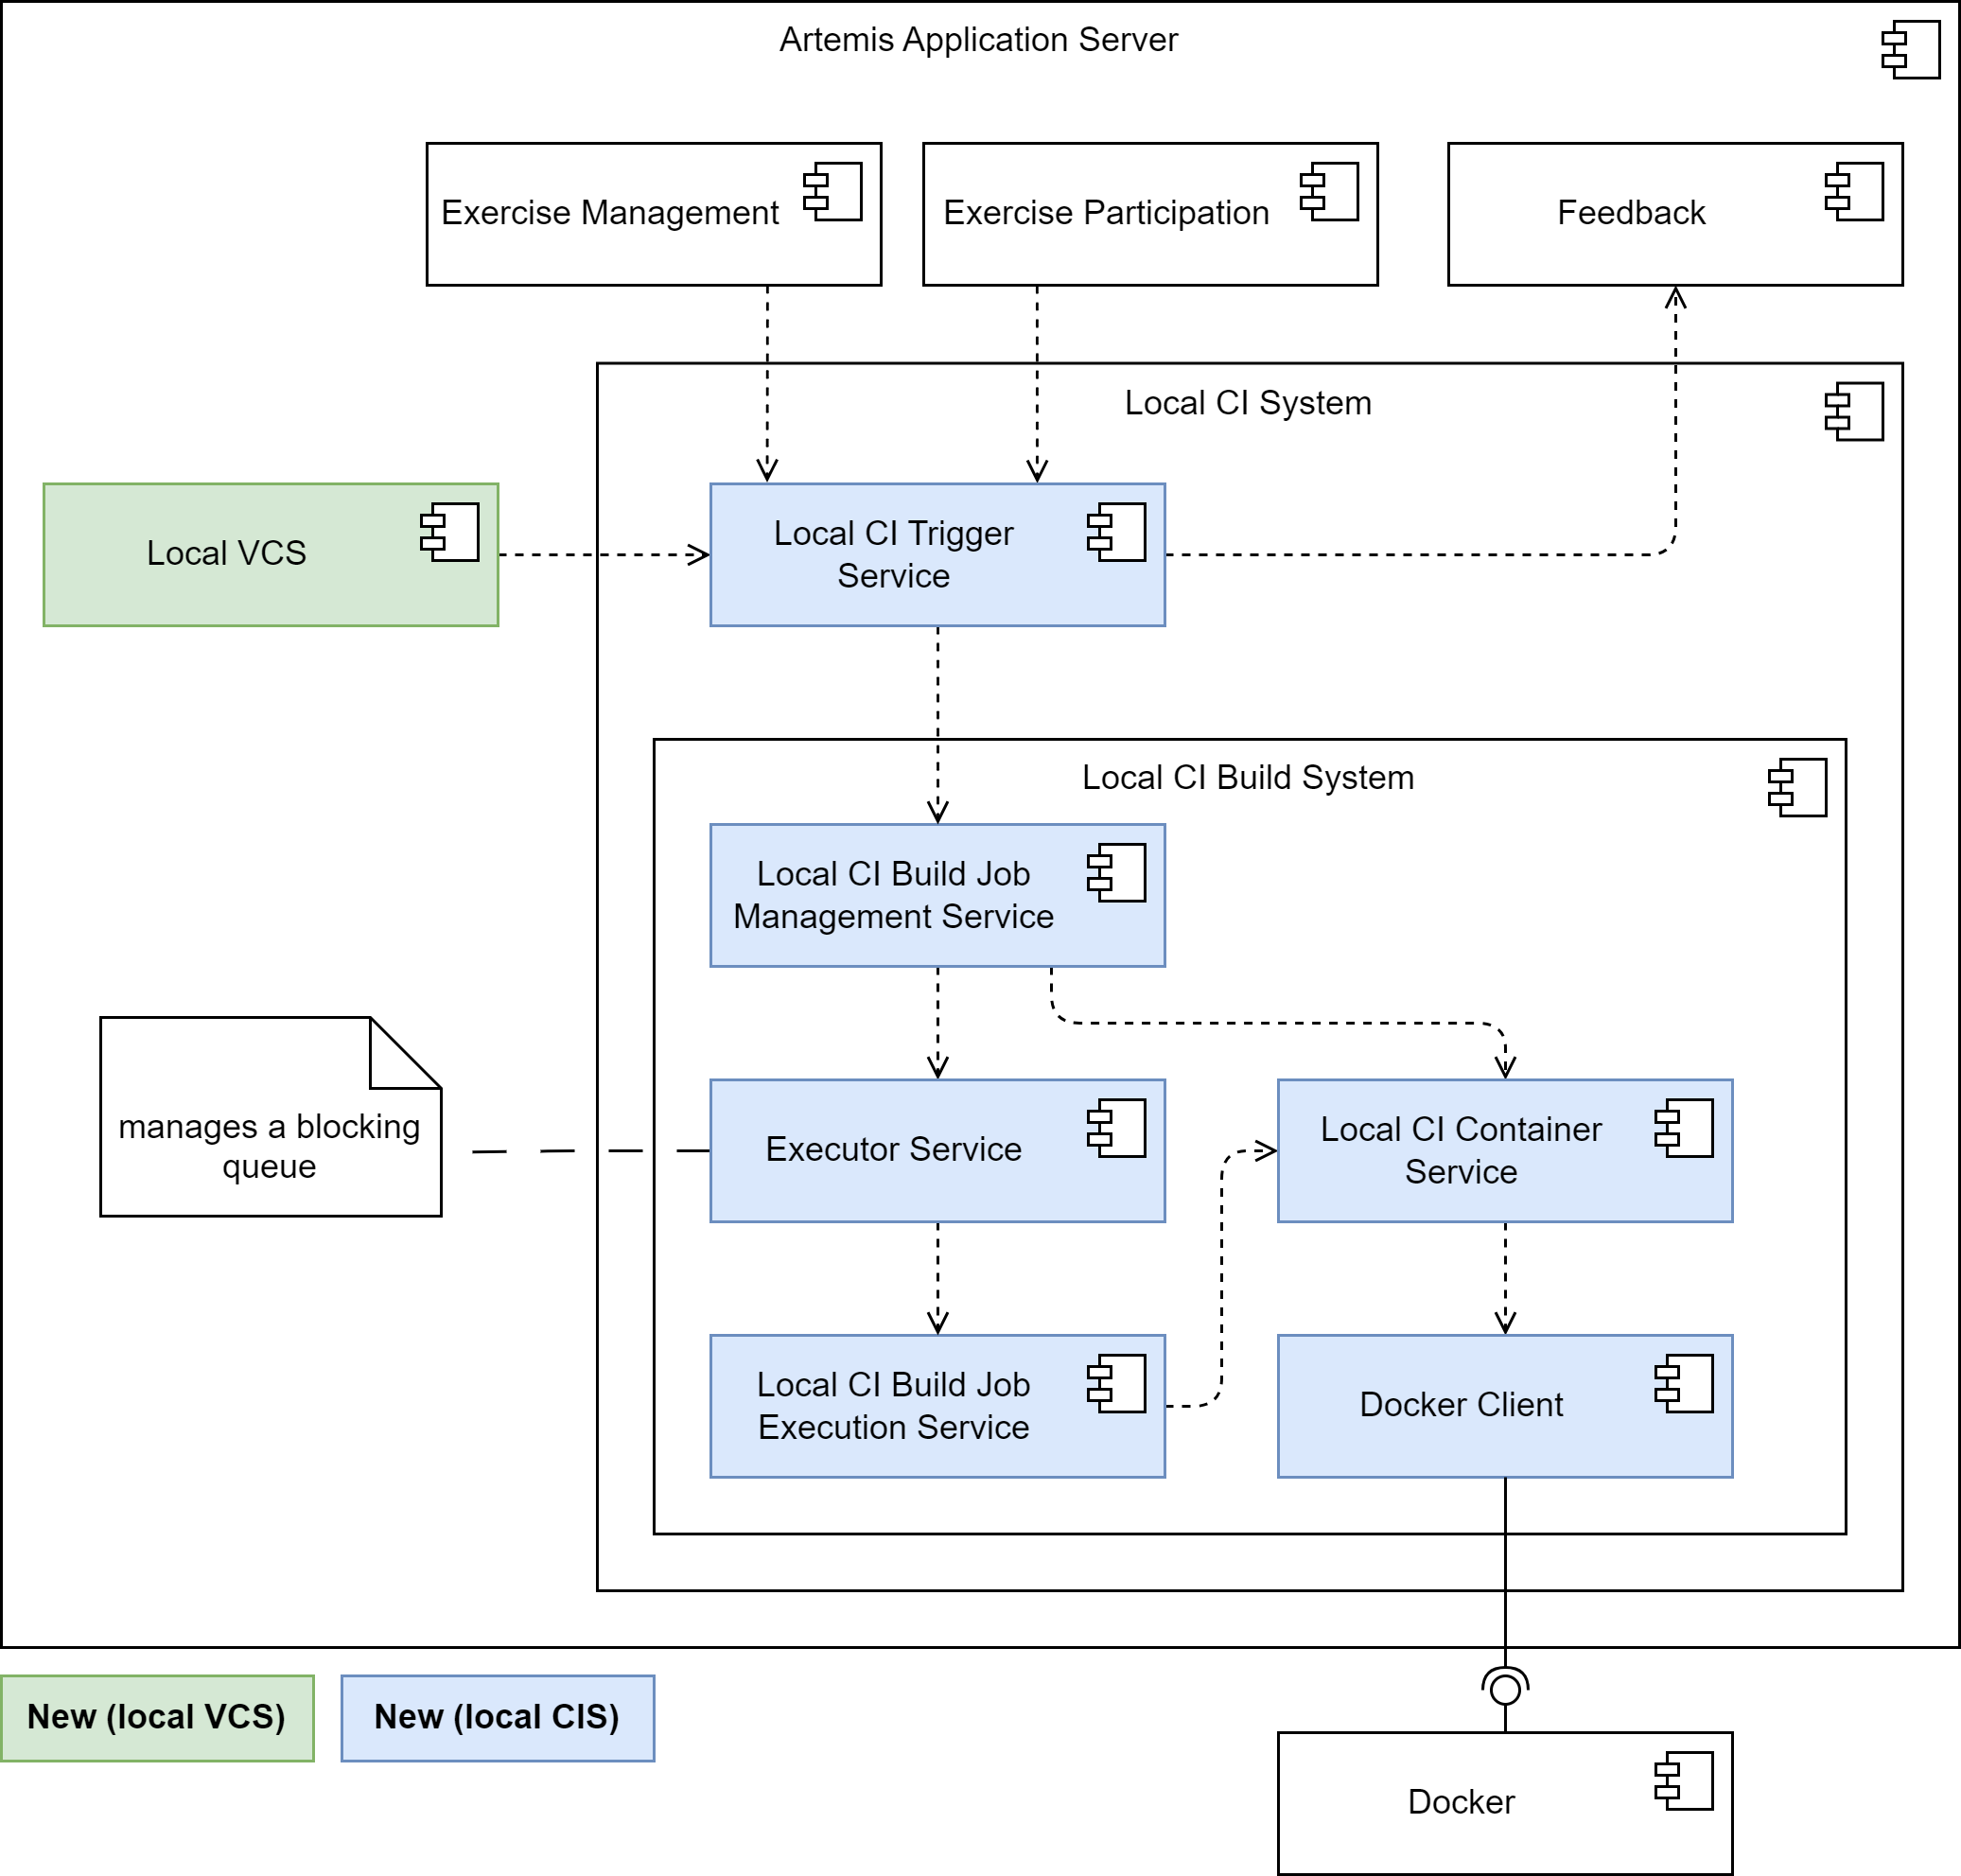 Artemis Application Server
Exercise Management
Exercise Participation
Feedback
Local CI System
Local VCS
Local CI Trigger
Service
Local CI Build System
Local CI Build Job
Management Service
manages a blocking
queue
Executor Service
Local CI Container
Service
Local CI Build Job
Execution Service
Docker Client
New (local VCS)
New (local CIS)
Docker